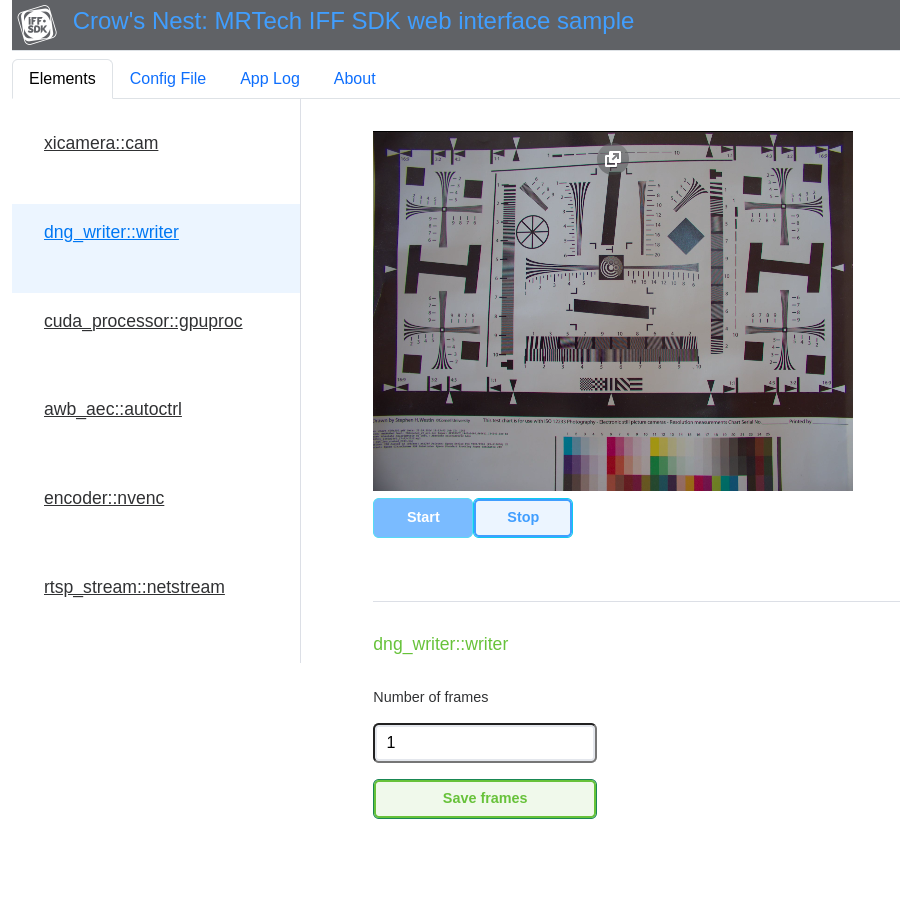 IFF
SDK
Crow's Nest: MRTech IFF SDK web interface sample
Elements
Config File
App Log
About
xicamera::cam
dng_writer::writer
cuda_processor::gpuproc
awb_aec::autoctrl
encoder::nvenc
rtsp_stream::netstream
Start
Stop
dng_writer::writer
Number of frames
1
Save frames